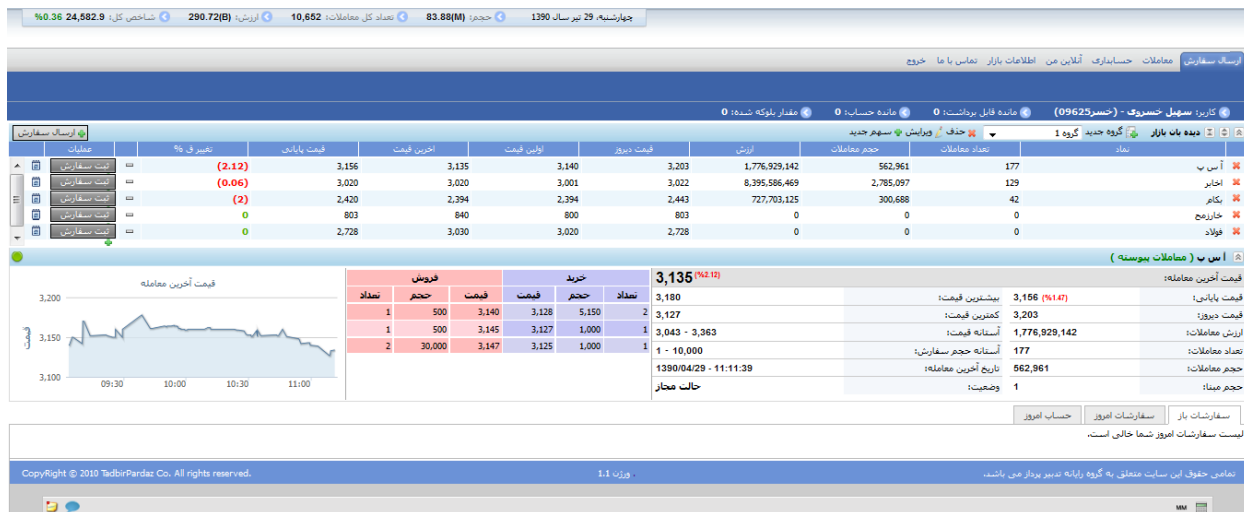 چهارشنبه، 29 تیر سال 1390 حجم: 83.88(M) تعداد کل معاملات: 10,652 ارزش: 290.72(B) شاخص کل: 24,582.9 %0.36
ارسال سفارش معاملات حسابداری آنلاین من اطلاعات بازار تماس با ما خروج
کاربر: سهیل خسروی - (خسر09625) مانده قابل برداشت: 0 مانده حساب: 0 مقدار بلوکه شده: 0
دیده بان بازار گروه جدید گروه 1 حذف ویرایش سهم جدید ارسال سفارش
نماد تعداد معاملات حجم معاملات ارزش قیمت دیروز اولین قیمت آخرین قیمت قیمت پایانی تغییر ق % عملیات
آ س پ 177 562,961 1,776,929,142 3,203 3,140 3,135 3,156 (2.12) ثبت سفارش
اخابر 129 2,785,097 8,395,586,469 3,022 3,001 3,020 3,020 (0.06) ثبت سفارش
بکام 42 300,688 727,703,125 2,443 2,394 2,394 2,420 (2) ثبت سفارش
خارزمح 0 0 0 803 800 840 803 0 ثبت سفارش
فولاد 0 0 0 2,728 3,020 3,030 2,728 0 ثبت سفارش
آ س پ ( معاملات پیوسته )
قیمت آخرین معامله: 3,135 (%2.12)
قیمت پایانی: 3,156 (%1.47) بیشترین قیمت: 3,180
قیمت دیروز: 3,203 کمترین قیمت: 3,127
ارزش معاملات: 1,776,929,142 آستانه قیمت: 3,043 - 3,363
تعداد معاملات: 177 آستانه حجم سفارش: 1 - 10,000
حجم معاملات: 562,961 تاریخ آخرین معامله: 1390/04/29 - 11:11:39
حجم مبنا: 1 وضعیت: حالت مجاز
خرید فروش
تعداد حجم قیمت قیمت حجم تعداد
2 5,150 3,128 3,140 500 1
1 1,000 3,127 3,145 500 1
1 1,000 3,125 3,147 30,000 2
قیمت آخرین معامله
قیمت
3,200
3,150
3,100
09:30 10:00 10:30 11:00
سفارشات باز سفارشات امروز حساب امروز
لیست سفارشات امروز شما خالی است.
تمامی حقوق این سایت متعلق به گروه رایانه تدبیر پرداز می باشد. ورژن 1.1 CopyRight © 2010 TadbirPardaz Co. All rights reserved.
MM